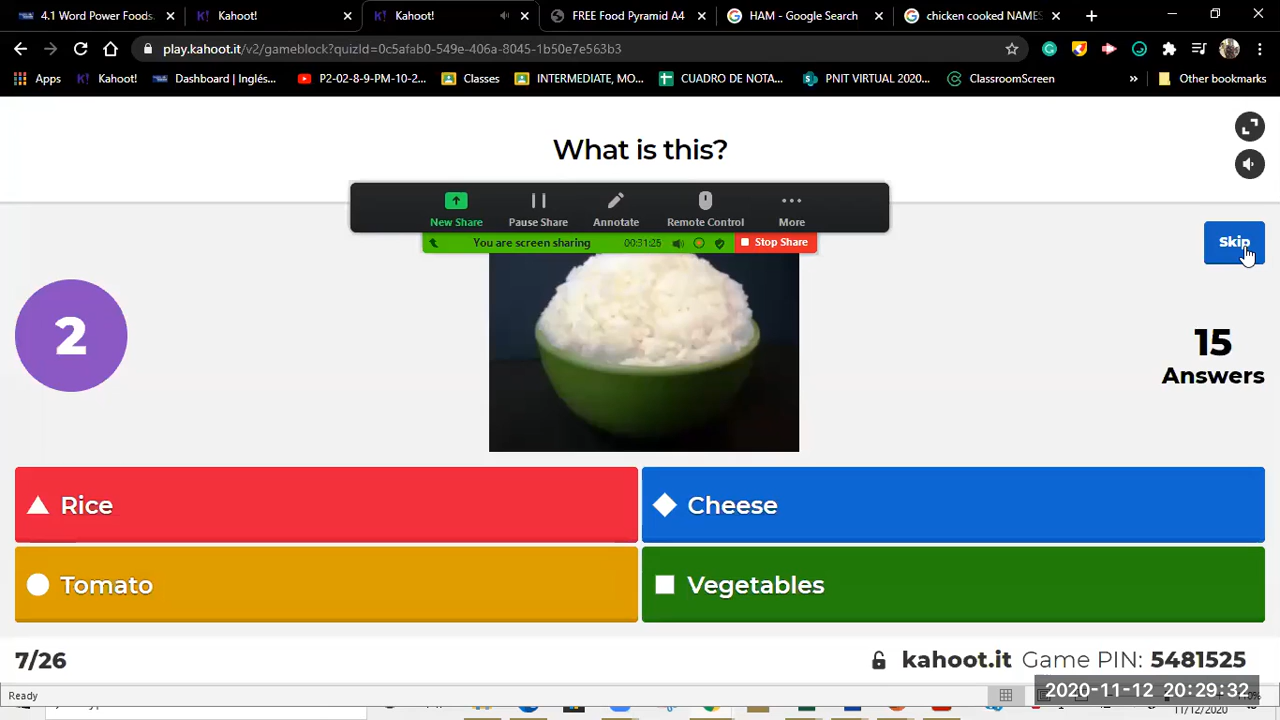 4.1 Word Power Foods.
Kahoot!
Kahoot!
FREE Food Pyramid A4
HAM - Google Search
chicken cooked NAMES
play.kahoot.it/v2/gameblock?quizId=0c5afab0-549e-406a-8045-1b50e7e563b3
Apps
Kahoot!
Dashboard | Inglés...
P2-02-8-9-PM-10-2...
Classes
INTERMEDIATE, MO...
CUADRO DE NOTA...
PNIT VIRTUAL 2020...
ClassroomScreen
»
Other bookmarks
What is this?
New Share
Pause Share
Annotate
Remote Control
More
You are screen sharing
00:31:25
Stop Share
Skip
2
15
Answers
Rice
Cheese
Tomato
Vegetables
7/26
kahoot.it Game PIN: 5481525
Ready
2020-11-12 20:29:32
11/12/2020